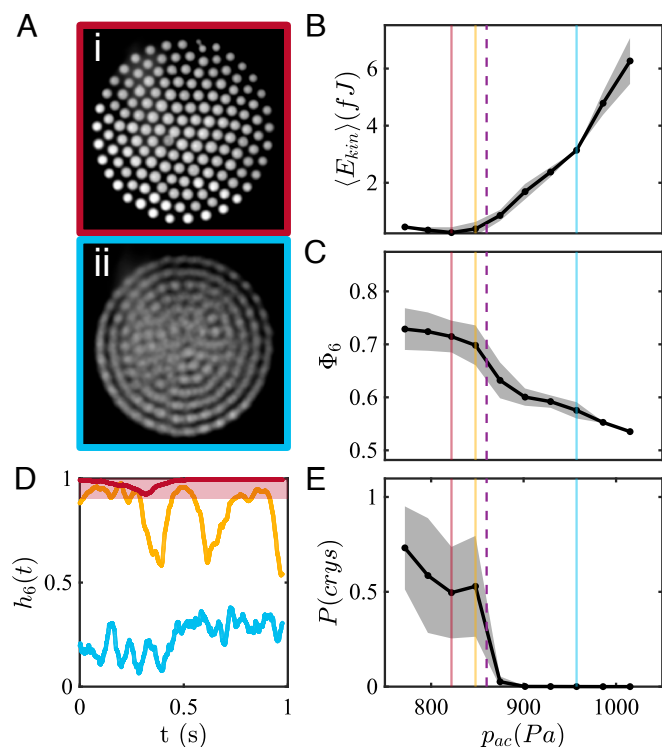 A
i
ii
B
⟨E_kin⟩(fJ)
6
4
2
C
Φ_6
0.8
0.7
0.6
0.5
D
h_6(t)
1
0.5
0
0
0.5
1
t (s)
E
P(crys)
1
0.5
0
800
900
1000
p_ac(Pa)